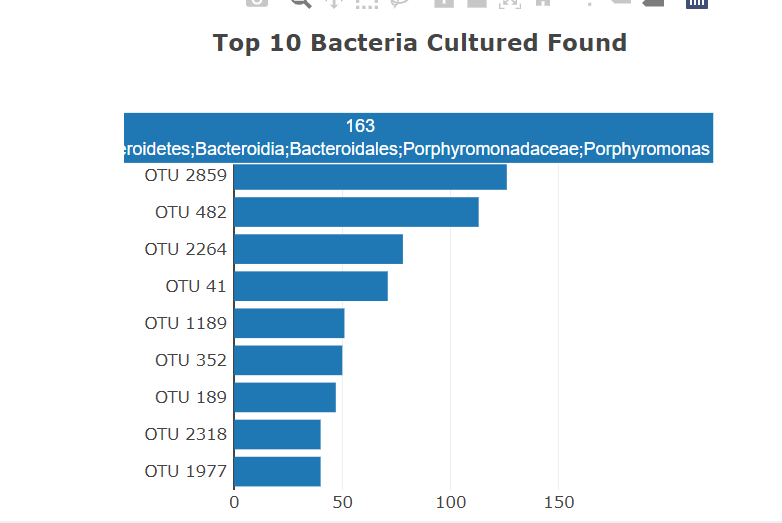 Top 10 Bacteria Cultured Found
163
roidetes;Bacteroidia;Bacteroidales;Porphyromonadaceae;Porphyromonas
OTU 2859
OTU 482
OTU 2264
OTU 41
OTU 1189
OTU 352
OTU 189
OTU 2318
OTU 1977
0 50 100 150